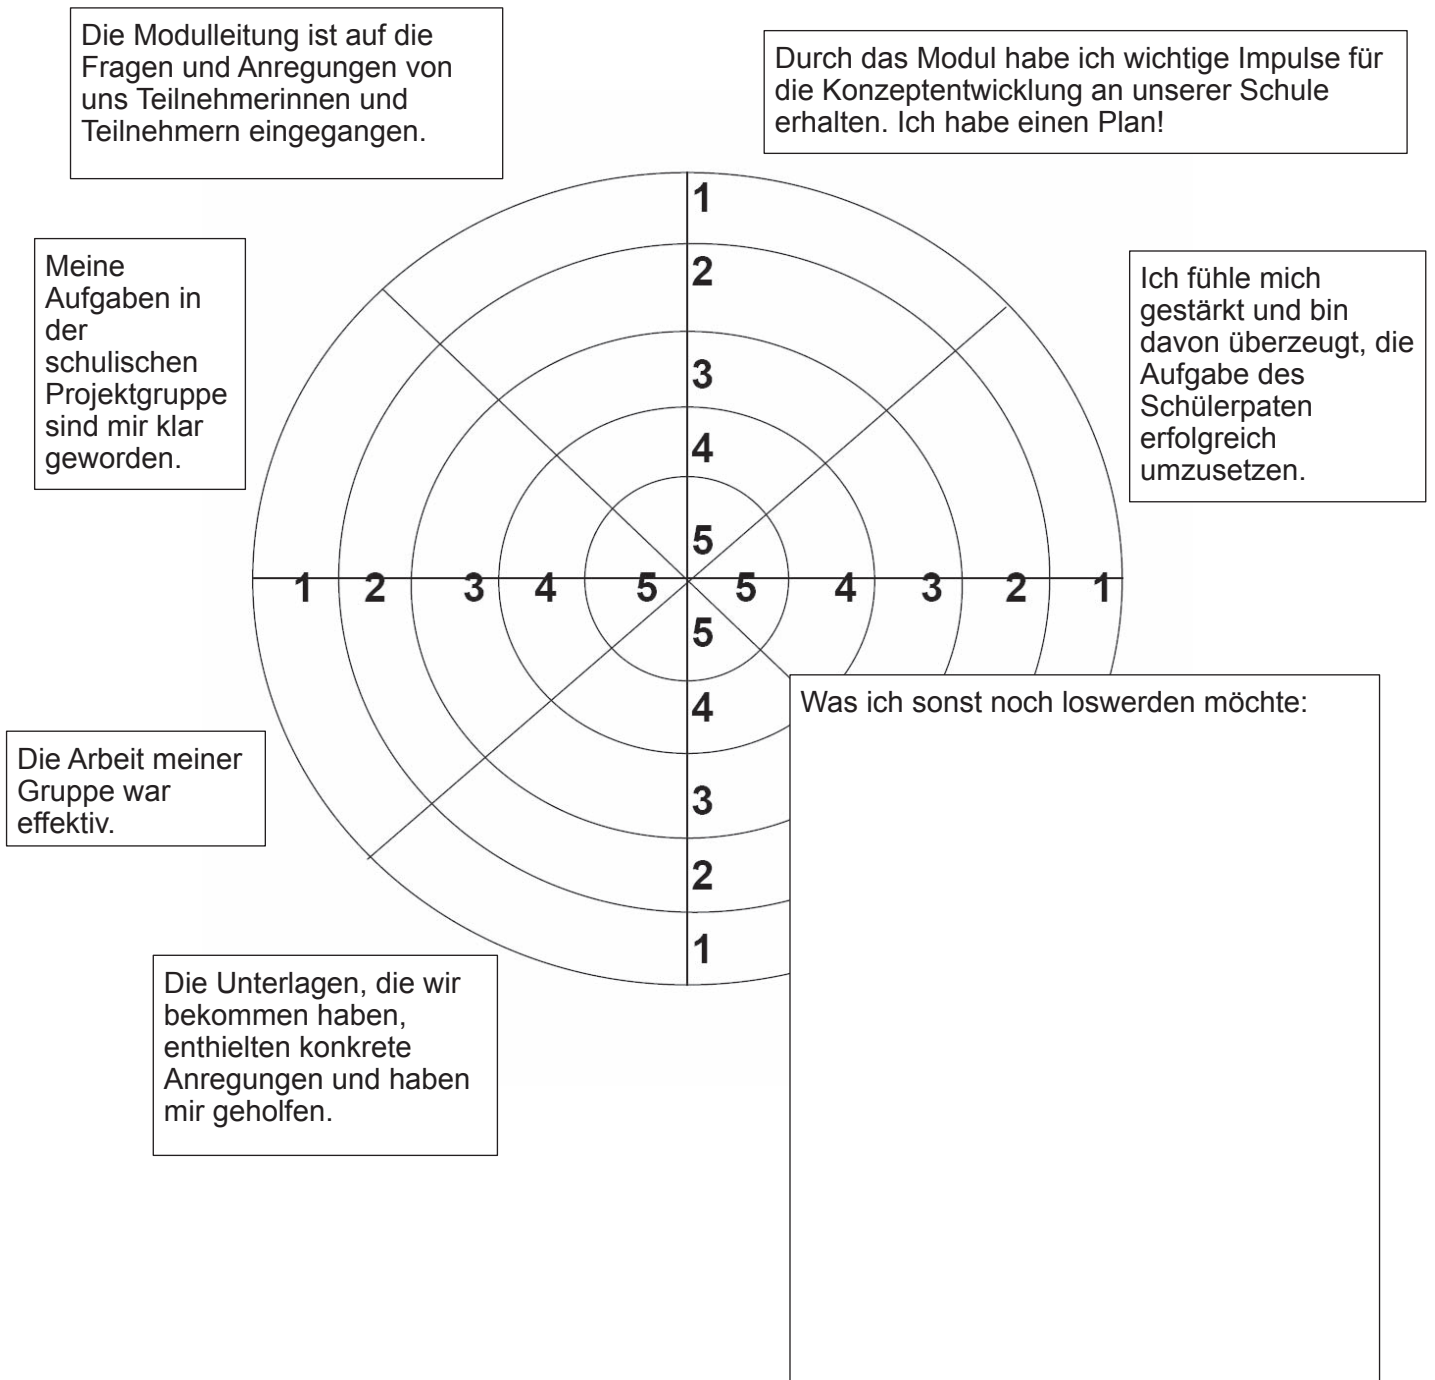 Die Modulleitung ist auf die
Fragen und Anregungen von
uns Teilnehmerinnen und
Teilnehmern eingegangen.
Durch das Modul habe ich wichtige Impulse für
die Konzeptentwicklung an unserer Schule
erhalten. Ich habe einen Plan!
Meine
Aufgaben in
der
schulischen
Projektgruppe
sind mir klar
geworden.
Ich fühle mich
gestärkt und bin
davon überzeugt, die
Aufgabe des
Schülerpaten
erfolgreich
umzusetzen.
1
2
3
4
5
1 2 3 4 5 5 4 3 2 1
5
4
3
2
1
Die Arbeit meiner
Gruppe war
effektiv.
Was ich sonst noch loswerden möchte:
Die Unterlagen, die wir
bekommen haben,
enthielten konkrete
Anregungen und haben
mir geholfen.